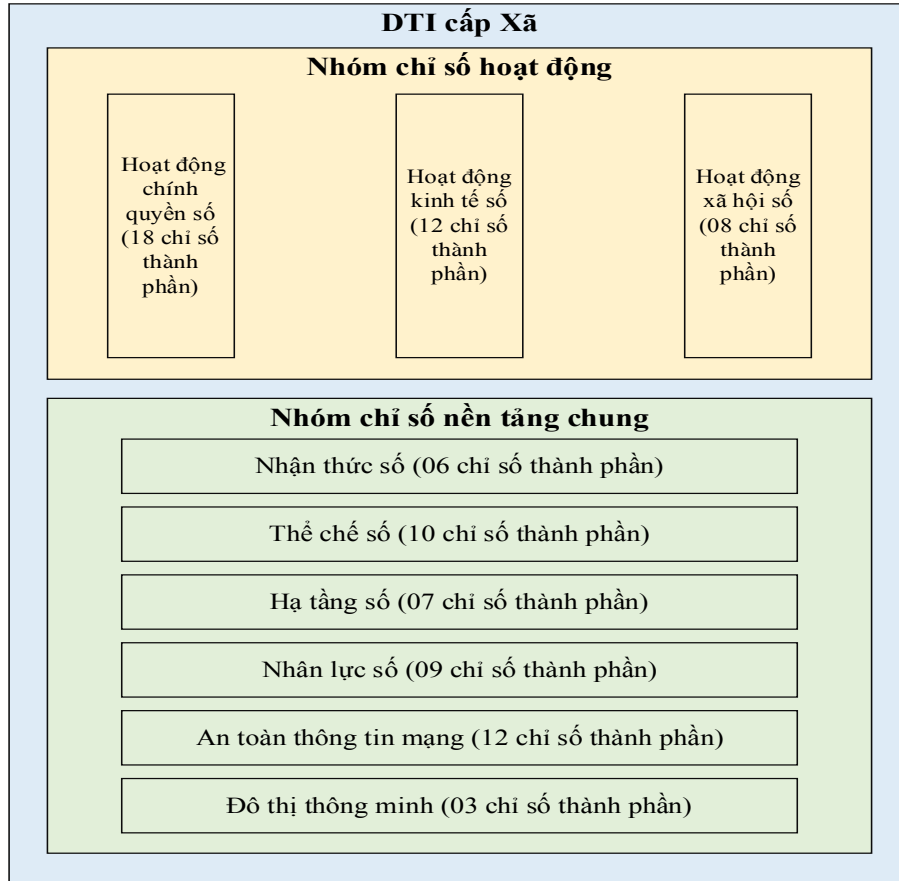 DTI cấp Xã
Nhóm chỉ số hoạt động
Hoạt động
chính
quyền số
(18 chỉ số
thành
phần)
Hoạt động
kinh tế số
(12 chỉ số
thành
phần)
Hoạt động
xã hội số
(08 chỉ số
thành
phần)
Nhóm chỉ số nền tảng chung
Nhận thức số (06 chỉ số thành phần)
Thể chế số (10 chỉ số thành phần)
Hạ tầng số (07 chỉ số thành phần)
Nhân lực số (09 chỉ số thành phần)
An toàn thông tin mạng (12 chỉ số thành phần)
Đô thị thông minh (03 chỉ số thành phần)